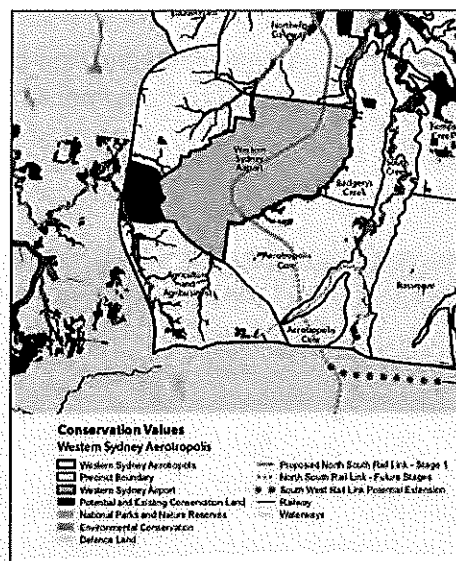 Northern
Gateway
Western
Sydney
Airport
Badgerys
Creek
Aerotropolis
Core
Agriculture
and
Aerotropolis
Core
Conservation Values
Western Sydney Aerotropolis
Western Sydney Aerotropolis
Precinct Boundary
Western Sydney Airport
Potential and Existing Conservation Land
National Parks and Nature Reserves
Environmental Conservation
Defence Land
Proposed North South Rail Link - Stage 1
North South Rail Link - Future Stages
South West Rail Link Potential Extension
Railway
Waterways